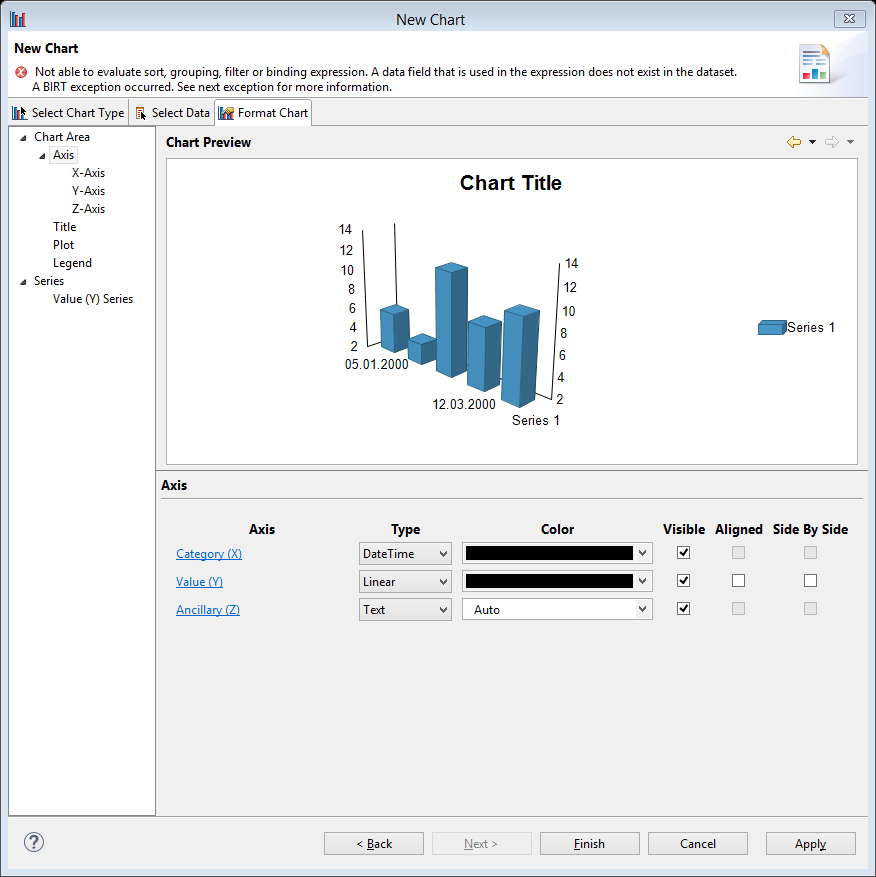 New Chart
New Chart
Not able to evaluate sort, grouping, filter or binding expression. A data field that is used in the expression does not exist in the dataset.
A BIRT exception occurred. See next exception for more information.
Select Chart Type
Select Data
Format Chart
Chart Area
Axis
X-Axis
Y-Axis
Z-Axis
Title
Plot
Legend
Series
Value (Y) Series
Chart Preview
Chart Title
14
12
10
8
6
4
2
05.01.2000
12.03.2000
Series 1
14
12
10
8
6
4
2
Series 1
Axis
Axis Type Color Visible Aligned Side By Side
Category (X) DateTime
Value (Y) Linear
Ancillary (Z) Text Auto
?
< Back Next > Finish Cancel Apply